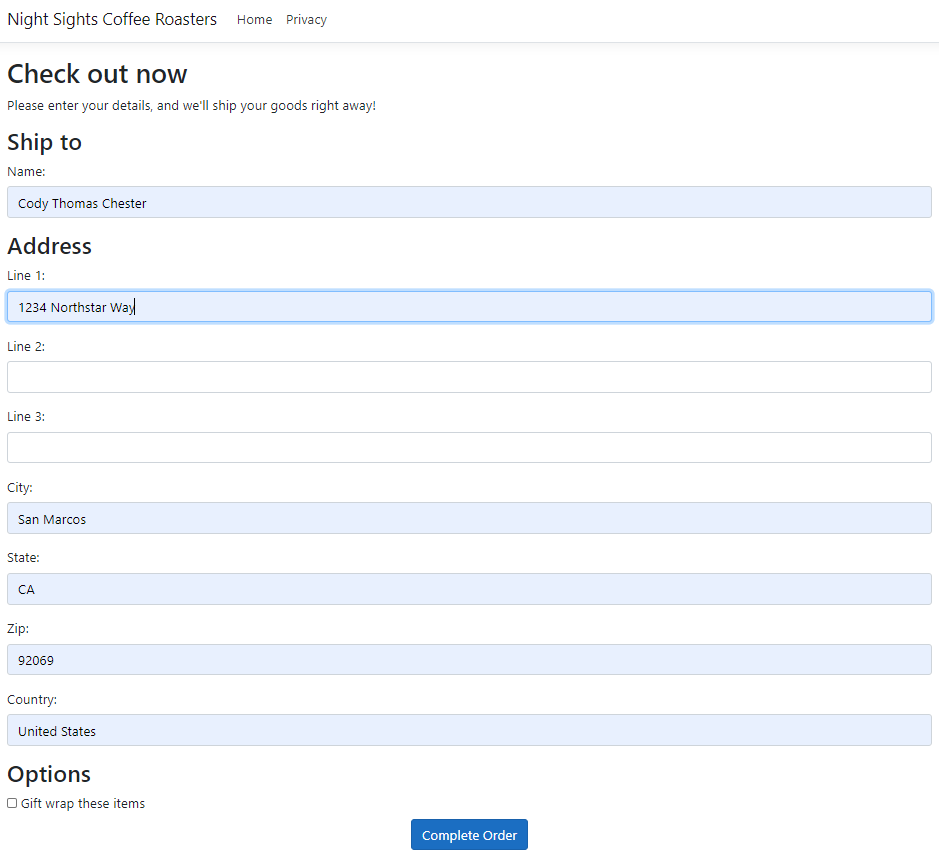 Night Sights Coffee Roasters Home Privacy
Check out now
Please enter your details, and we'll ship your goods right away!
Ship to
Name:
Cody Thomas Chester
Address
Line 1:
1234 Northstar Way
Line 2:
Line 3:
City:
San Marcos
State:
CA
Zip:
92069
Country:
United States
Options
Gift wrap these items
Complete Order